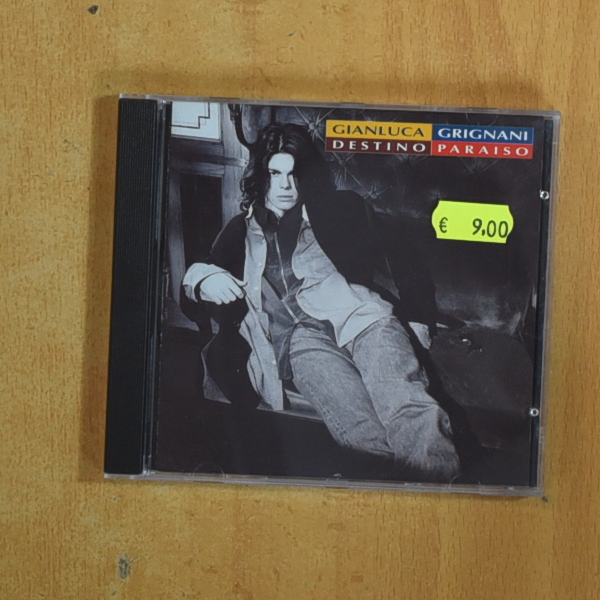 GIANLUCA GRIGNANI
DESTINO PARAISO
€ 9,00